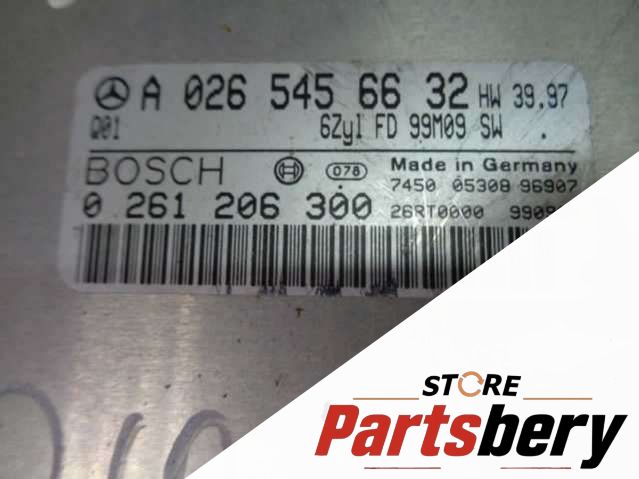 A 026 545 66 32 HW 39.97
Q01 6Zyl FD 99M09 SW .
BOSCH 078 Made in Germany
7450 05308 96907
0 261 206 300 26RT0000
STORE
Partsbery